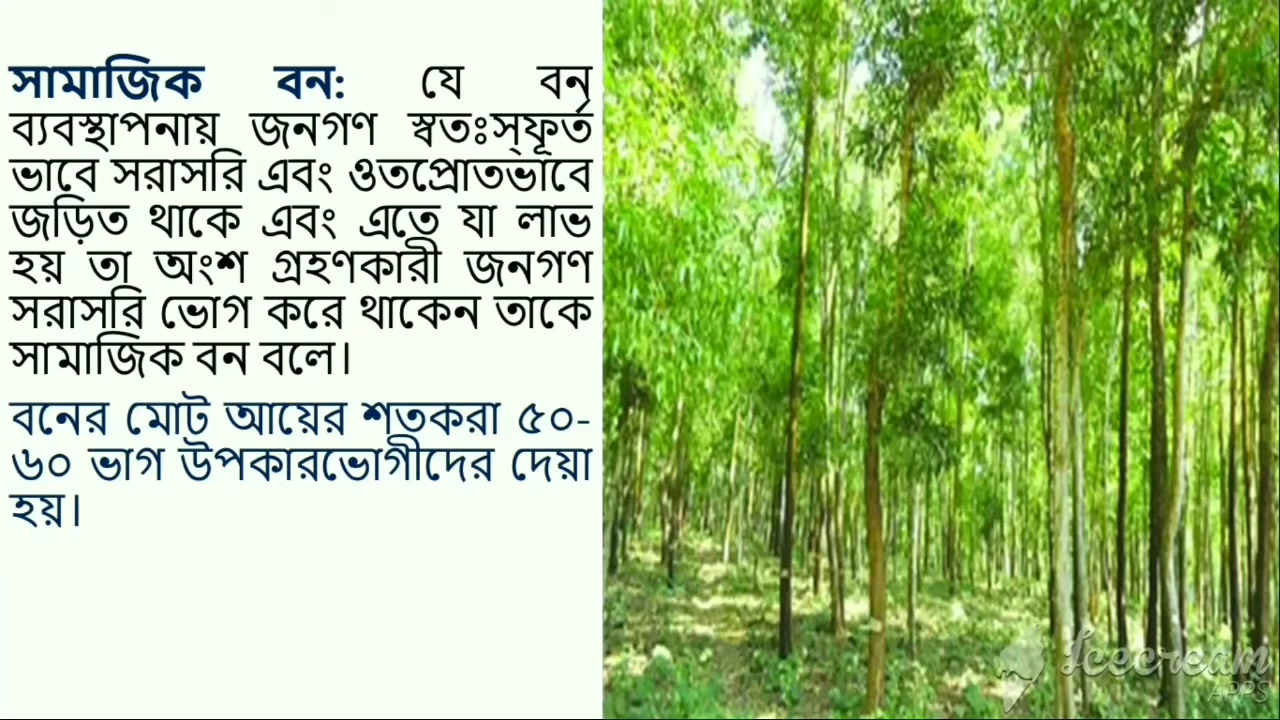 সামাজিক বন: যে বন
ব্যবস্থাপনায় জনগণ স্বতঃস্ফূর্ত
ভাবে সরাসরি এবং ওতপ্রোতভাবে
জড়িত থাকে এবং এতে যা লাভ
হয় তা অংশ গ্রহণকারী জনগণ
সরাসরি ভোগ করে থাকেন তাকে
সামাজিক বন বলে।
বনের মোট আয়ের শতকরা ৫০-
৬০ ভাগ উপকারভোগীদের দেয়া
হয়।
Icecream
APPS